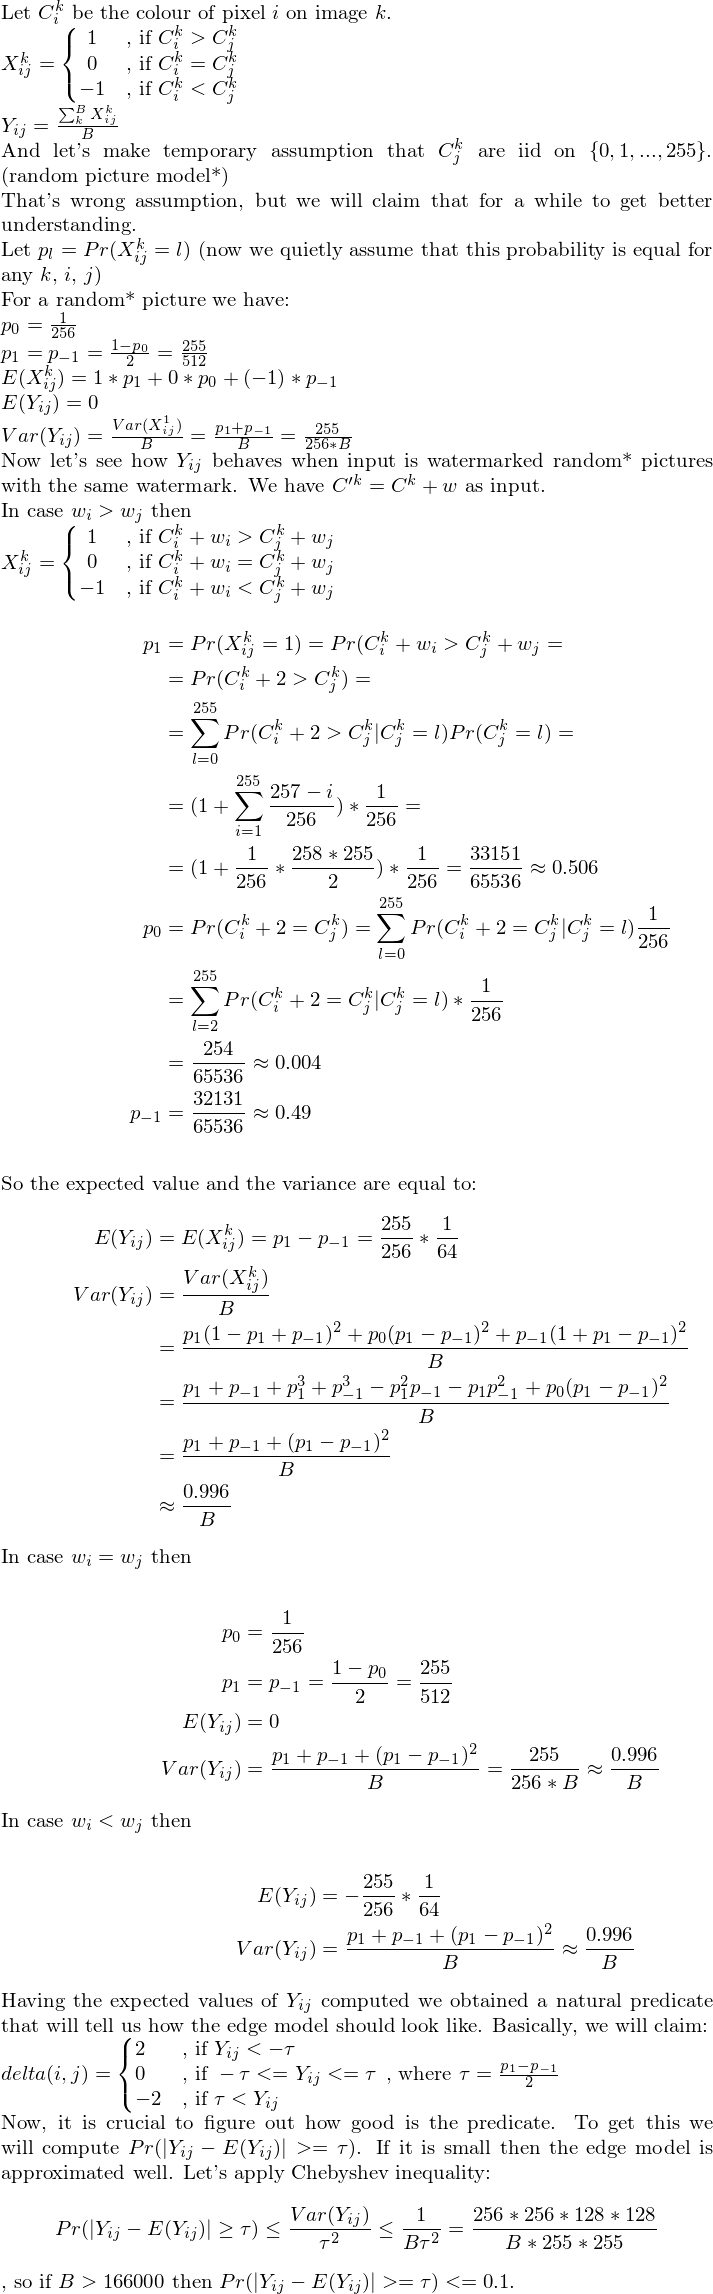 Let $C_i^k$ be the colour of pixel $i$ on image $k$.
$X_{ij}^k = \begin{cases} 1 & \text{, if } C_i^k > C_j^k \\ 0 & \text{, if } C_i^k = C_j^k \\ -1 & \text{, if } C_i^k < C_j^k \end{cases}$
$Y_{ij} = \frac{\sum_k^B X_{ij}^k}{B}$
And let's make temporary assumption that $C_j^k$ are iid on $\{0, 1, ..., 255\}$.
(random picture model*)
That's wrong assumption, but we will claim that for a while to get better
understanding.
Let $p_l = Pr(X_{ij}^k = l)$ (now we quietly assume that this probability is equal for
any $k$, $i$, $j$)
For a random* picture we have:
$p_0 = \frac{1}{256}$
$p_1 = p_{-1} = \frac{1-p_0}{2} = \frac{255}{512}$
$E(X_{ij}^k) = 1 * p_1 + 0 * p_0 + (-1) * p_{-1}$
$E(Y_{ij}) = 0$
$Var(Y_{ij}) = \frac{Var(X_{ij}^1)}{B} = \frac{p_1+p_{-1}}{B} = \frac{255}{256*B}$
Now let's see how $Y_{ij}$ behaves when input is watermarked random* pictures
with the same watermark. We have $C'^k = C^k + w$ as input.
In case $w_i > w_j$ then
$X_{ij}^k = \begin{cases} 1 & \text{, if } C_i^k + w_i > C_j^k + w_j \\ 0 & \text{, if } C_i^k + w_i = C_j^k + w_j \\ -1 & \text{, if } C_i^k + w_i < C_j^k + w_j \end{cases}$
$p_1 = Pr(X_{ij}^k = 1) = Pr(C_i^k + w_i > C_j^k + w_j =$
$= Pr(C_i^k + 2 > C_j^k) =$
$= \sum_{l=0}^{255} Pr(C_i^k + 2 > C_j^k | C_j^k = l) Pr(C_j^k = l) =$
$= (1 + \sum_{i=1}^{255} \frac{257 - i}{256}) * \frac{1}{256} =$
$= (1 + \frac{1}{256} * \frac{258 * 255}{2}) * \frac{1}{256} = \frac{33151}{65536} \approx 0.506$
$p_0 = Pr(C_i^k + 2 = C_j^k) = \sum_{l=0}^{255} Pr(C_i^k + 2 = C_j^k | C_j^k = l) \frac{1}{256}$
$= \sum_{l=2}^{255} Pr(C_i^k + 2 = C_j^k | C_j^k = l) * \frac{1}{256}$
$= \frac{254}{65536} \approx 0.004$
$p_{-1} = \frac{32131}{65536} \approx 0.49$
So the expected value and the variance are equal to:
$E(Y_{ij}) = E(X_{ij}^k) = p_1 - p_{-1} = \frac{255}{256} * \frac{1}{64}$
$Var(Y_{ij}) = \frac{Var(X_{ij}^k)}{B}$
$= \frac{p_1(1 - p_1 + p_{-1})^2 + p_0(p_1 - p_{-1})^2 + p_{-1}(1 + p_1 - p_{-1})^2}{B}$
$= \frac{p_1 + p_{-1} + p_1^3 + p_{-1}^3 - p_1^2 p_{-1} - p_1 p_{-1}^2 + p_0(p_1 - p_{-1})^2}{B}$
$= \frac{p_1 + p_{-1} + (p_1 - p_{-1})^2}{B}$
$\approx \frac{0.996}{B}$
In case $w_i = w_j$ then
$p_0 = \frac{1}{256}$
$p_1 = p_{-1} = \frac{1 - p_0}{2} = \frac{255}{512}$
$E(Y_{ij}) = 0$
$Var(Y_{ij}) = \frac{p_1 + p_{-1} + (p_1 - p_{-1})^2}{B} = \frac{255}{256 * B} \approx \frac{0.996}{B}$
In case $w_i < w_j$ then
$E(Y_{ij}) = -\frac{255}{256} * \frac{1}{64}$
$Var(Y_{ij}) = \frac{p_1 + p_{-1} + (p_1 - p_{-1})^2}{B} \approx \frac{0.996}{B}$
Having the expected values of $Y_{ij}$ computed we obtained a natural predicate
that will tell us how the edge model should look like. Basically, we will claim:
$delta(i, j) = \begin{cases} 2 & \text{, if } Y_{ij} < -\tau \\ 0 & \text{, if } -\tau <= Y_{ij} <= \tau \\ -2 & \text{, if } \tau < Y_{ij} \end{cases}$ , where $\tau = \frac{p_1 - p_{-1}}{2}$
Now, it is crucial to figure out how good is the predicate. To get this we
will compute $Pr(|Y_{ij} - E(Y_{ij})| >= \tau)$. If it is small then the edge model is
approximated well. Let's apply Chebyshev inequality:
$Pr(|Y_{ij} - E(Y_{ij})| \geq \tau) \leq \frac{Var(Y_{ij})}{\tau^2} \leq \frac{1}{B\tau^2} = \frac{256 * 256 * 128 * 128}{B * 255 * 255}$
, so if $B > 166000$ then $Pr(|Y_{ij} - E(Y_{ij})| >= \tau) <= 0.1$.